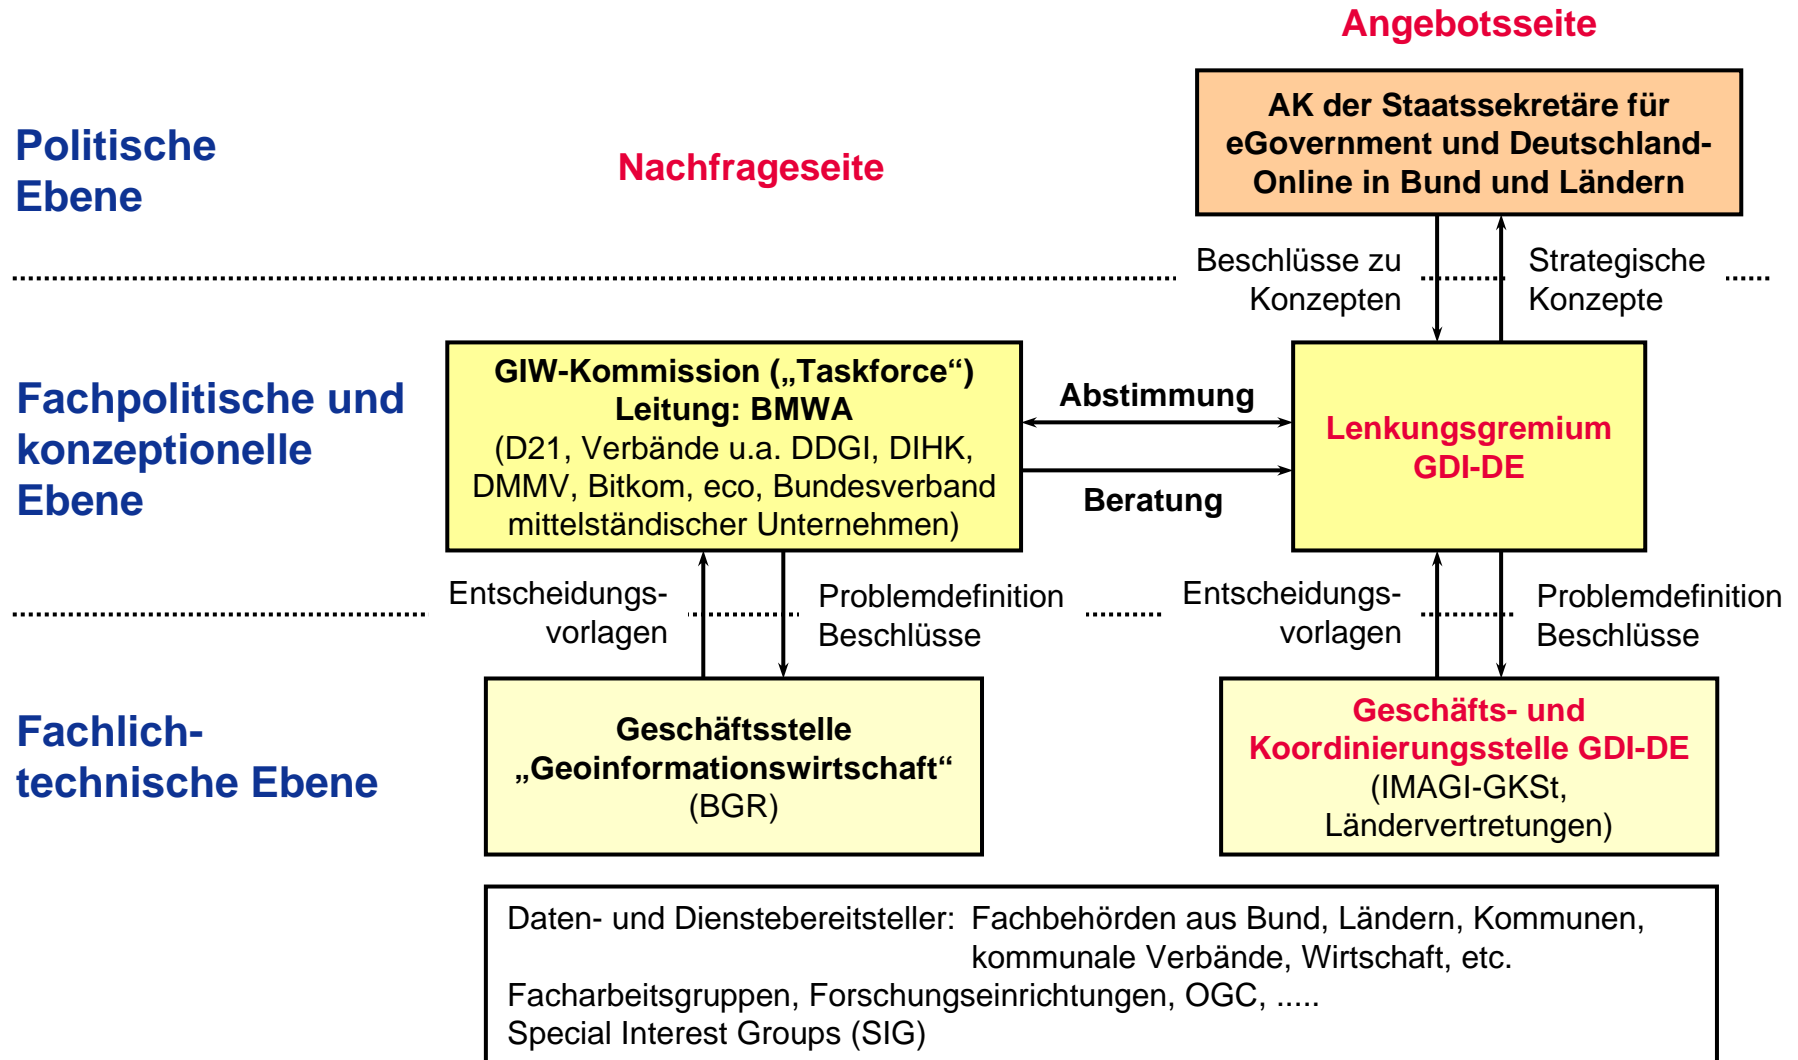 Angebotsseite
Politische
Ebene
Nachfrageseite
AK der Staatssekretäre für
eGovernment und Deutschland-
Online in Bund und Ländern
Beschlüsse zu
Konzepten
Strategische
Konzepte
Fachpolitische und
konzeptionelle
Ebene
GIW-Kommission („Taskforce“)
Leitung: BMWA
(D21, Verbände u.a. DDGI, DIHK,
DMMV, Bitkom, eco, Bundesverband
mittelständischer Unternehmen)
Abstimmung
Beratung
Lenkungsgremium
GDI-DE
Entscheidungs-
vorlagen
Problemdefinition
Beschlüsse
Entscheidungs-
vorlagen
Problemdefinition
Beschlüsse
Fachlich-
technische Ebene
Geschäftsstelle
„Geoinformationswirtschaft“
(BGR)
Geschäfts- und
Koordinierungsstelle GDI-DE
(IMAGI-GKSt,
Ländervertretungen)
Daten- und Dienstebereitsteller: Fachbehörden aus Bund, Ländern, Kommunen,
kommunale Verbände, Wirtschaft, etc.
Facharbeitsgruppen, Forschungseinrichtungen, OGC, .....
Special Interest Groups (SIG)